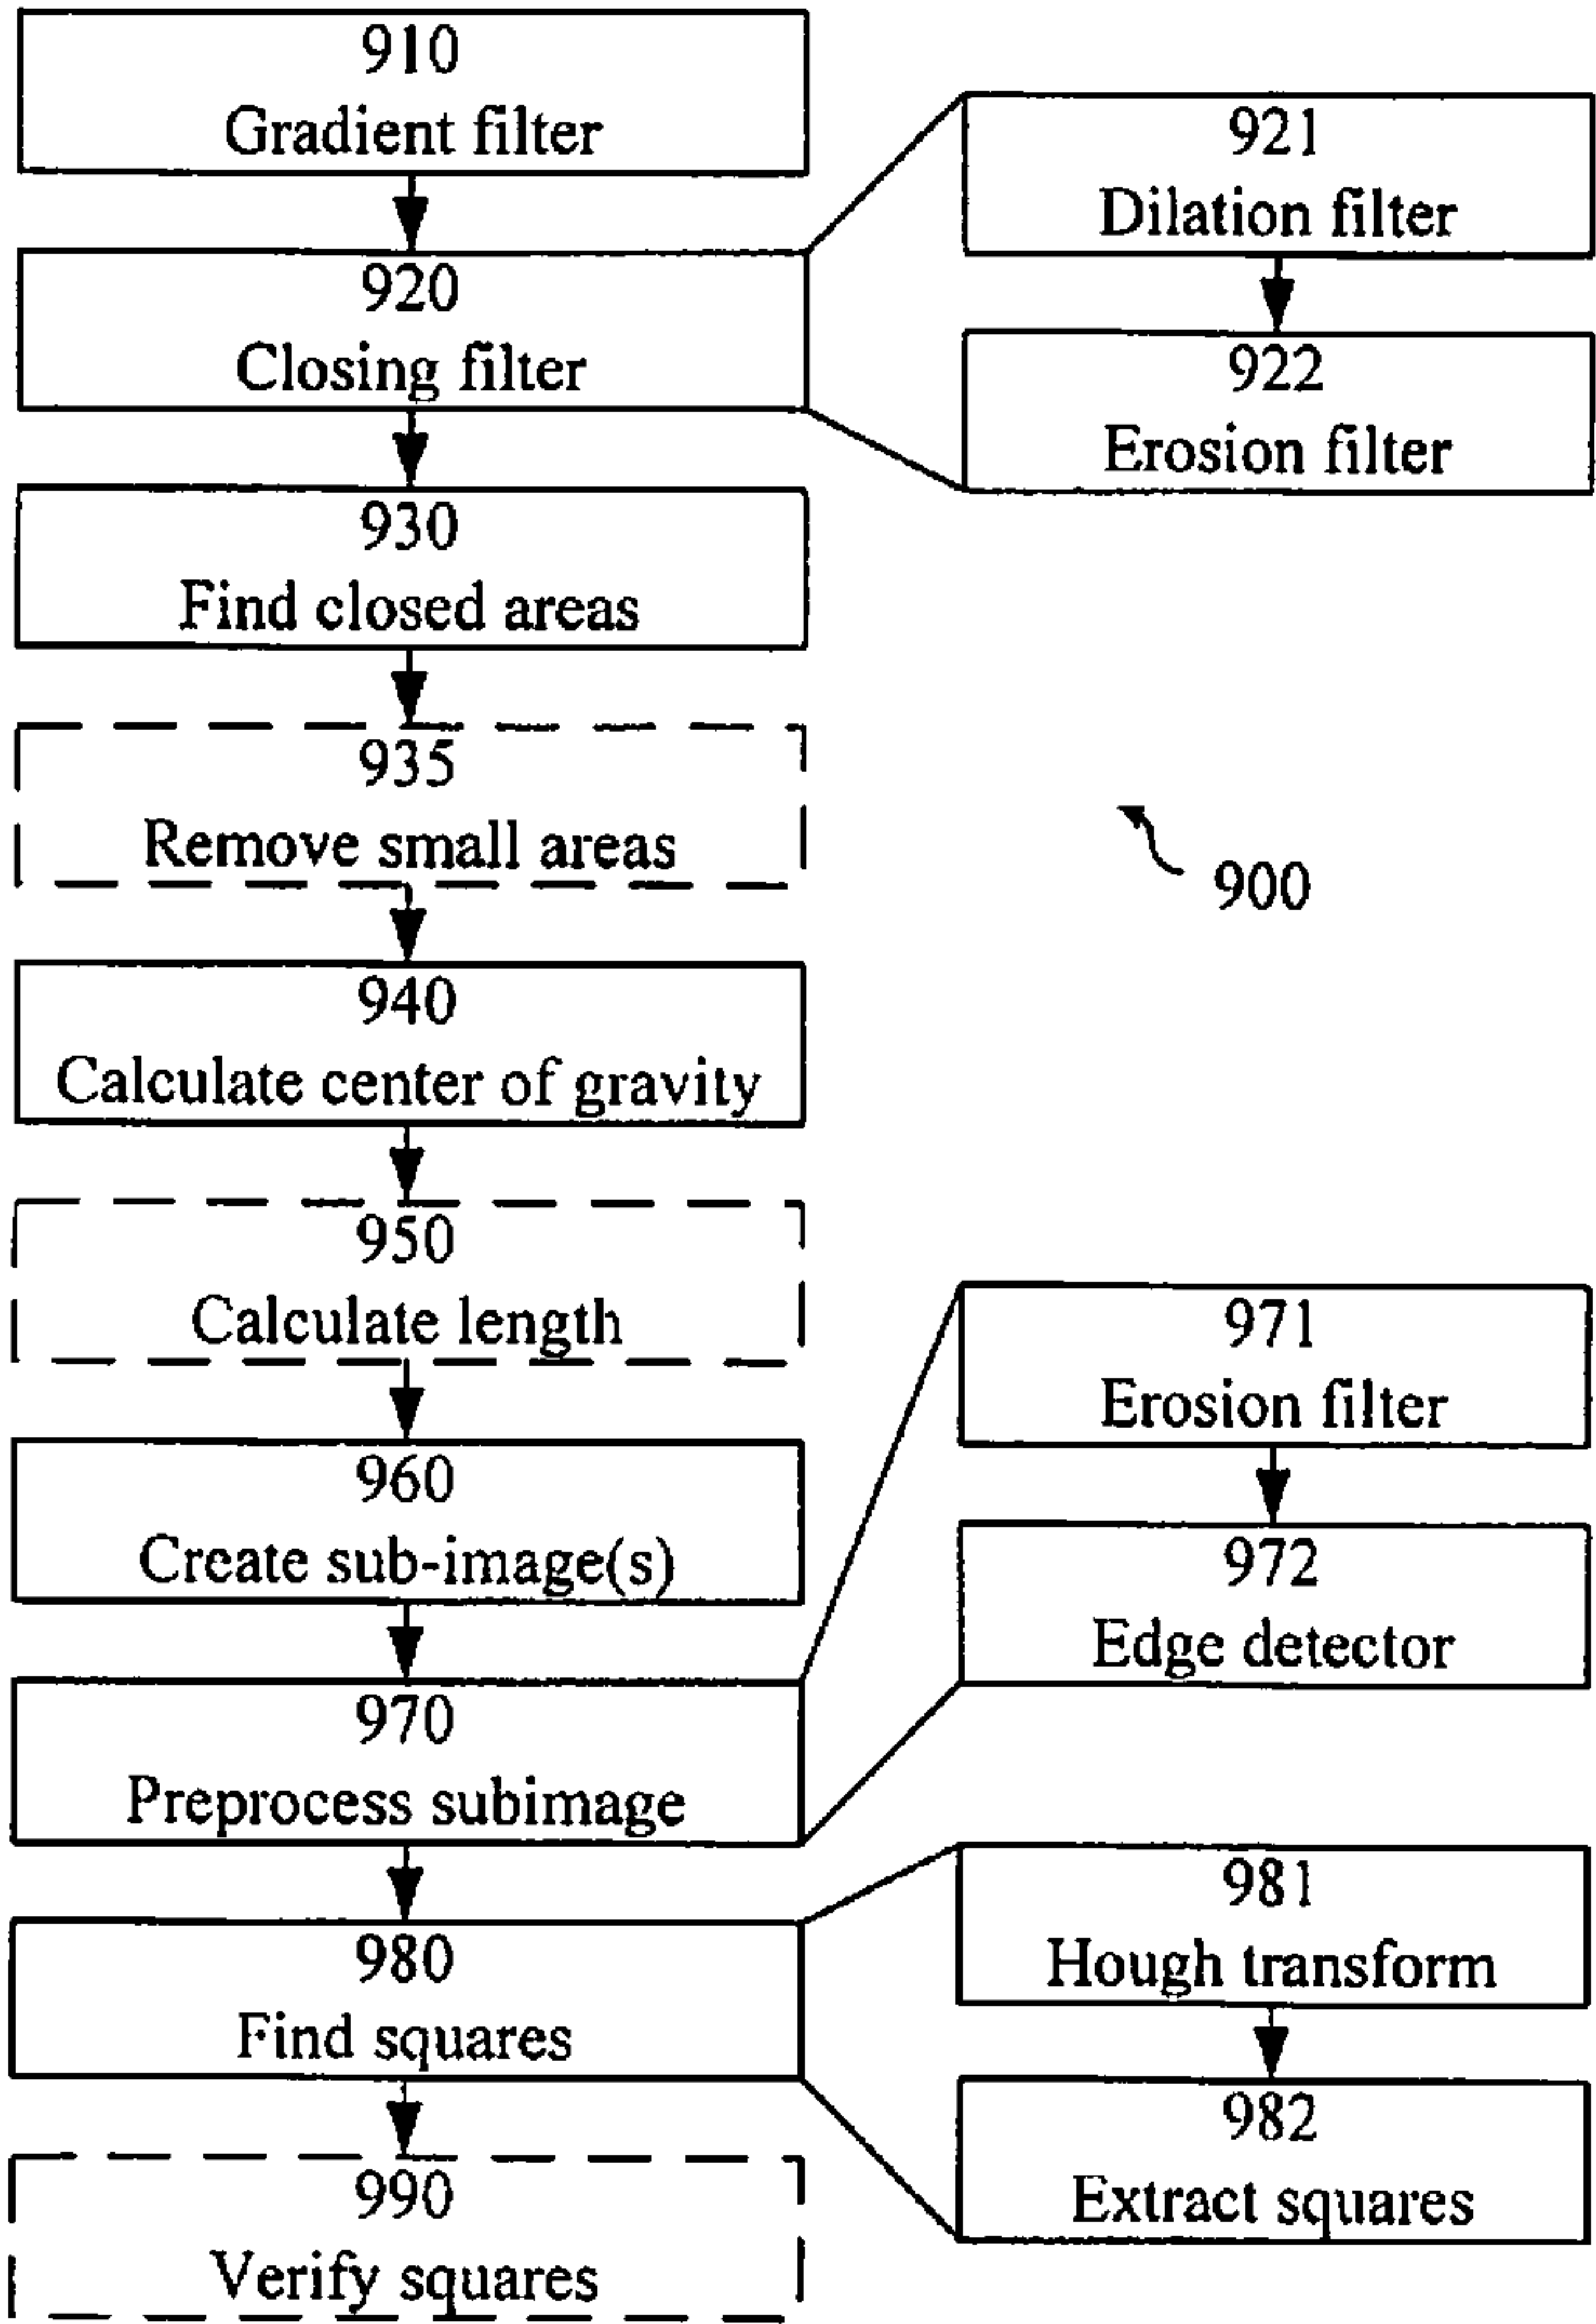 910
Gradient filter
920
Closing filter
921
Dilation filter
922
Erosion filter
930
Find closed areas
935
Remove small areas
900
940
Calculate center of gravity
950
Calculate length
960
Create sub-image(s)
970
Preprocess subimage
971
Erosion filter
972
Edge detector
980
Find squares
981
Hough transform
982
Extract squares
990
Verify squares